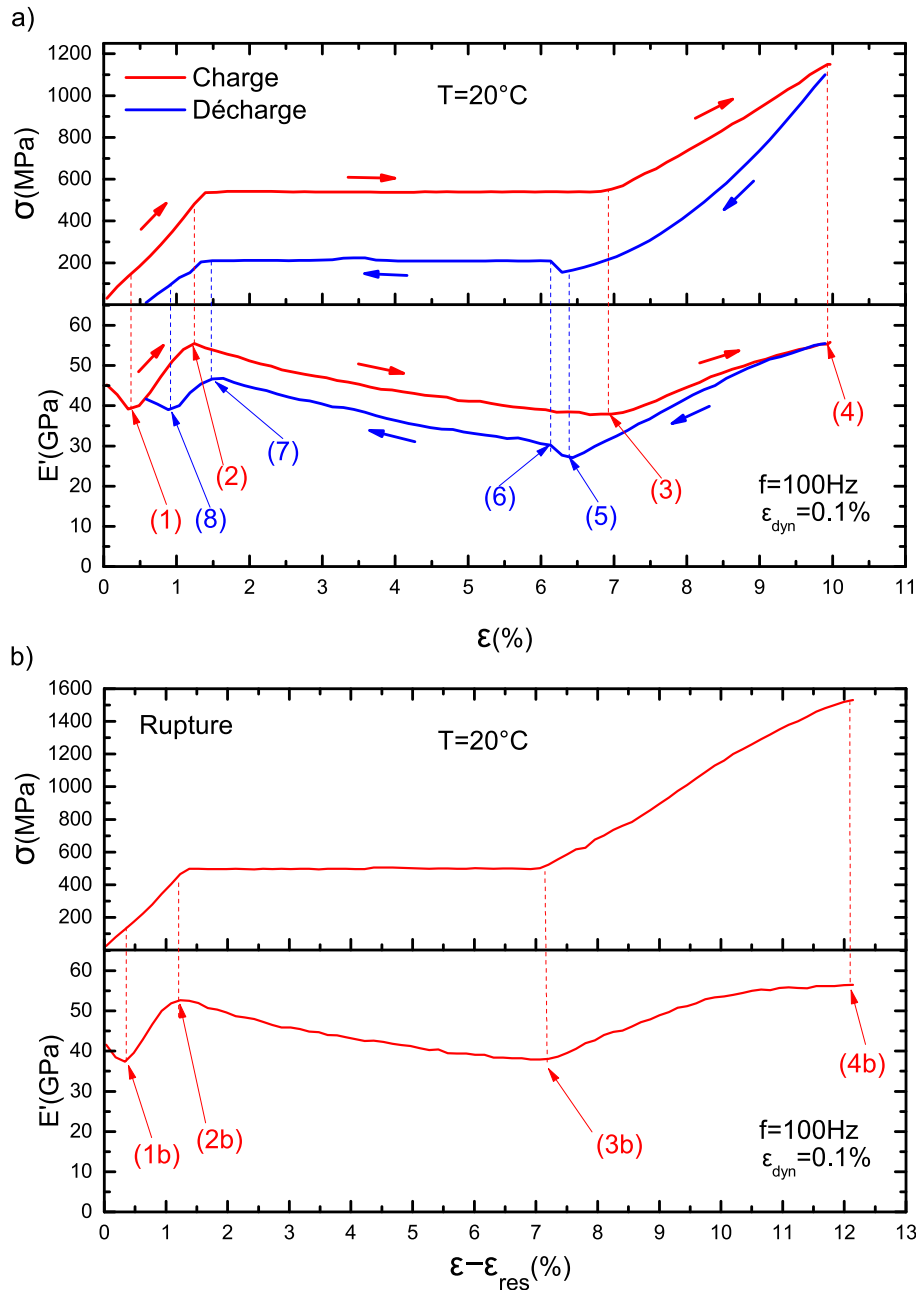 a)
1200
1000
800
600
400
200
σ(MPa)
Charge
Décharge
T=20°C
60
50
40
30
20
10
0
E'(GPa)
(1)
(8)
(2)
(7)
(6)
(5)
(3)
(4)
f=100Hz
εdyn=0.1%
0 1 2 3 4 5 6 7 8 9 10 11
ε(%)
b)
1600
1400
1200
1000
800
600
400
200
σ(MPa)
Rupture
T=20°C
60
50
40
30
20
10
0
E'(GPa)
(1b)
(2b)
(3b)
(4b)
f=100Hz
εdyn=0.1%
0 1 2 3 4 5 6 7 8 9 10 11 12 13
ε−εres(%)